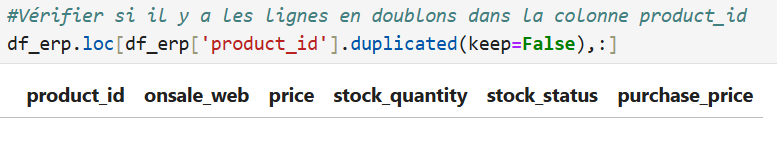 #Vérifier si il y a les lignes en doublons dans la colonne product_id
df_erp.loc[df_erp['product_id'].duplicated(keep=False),:]
product_id onsale_web price stock_quantity stock_status purchase_price